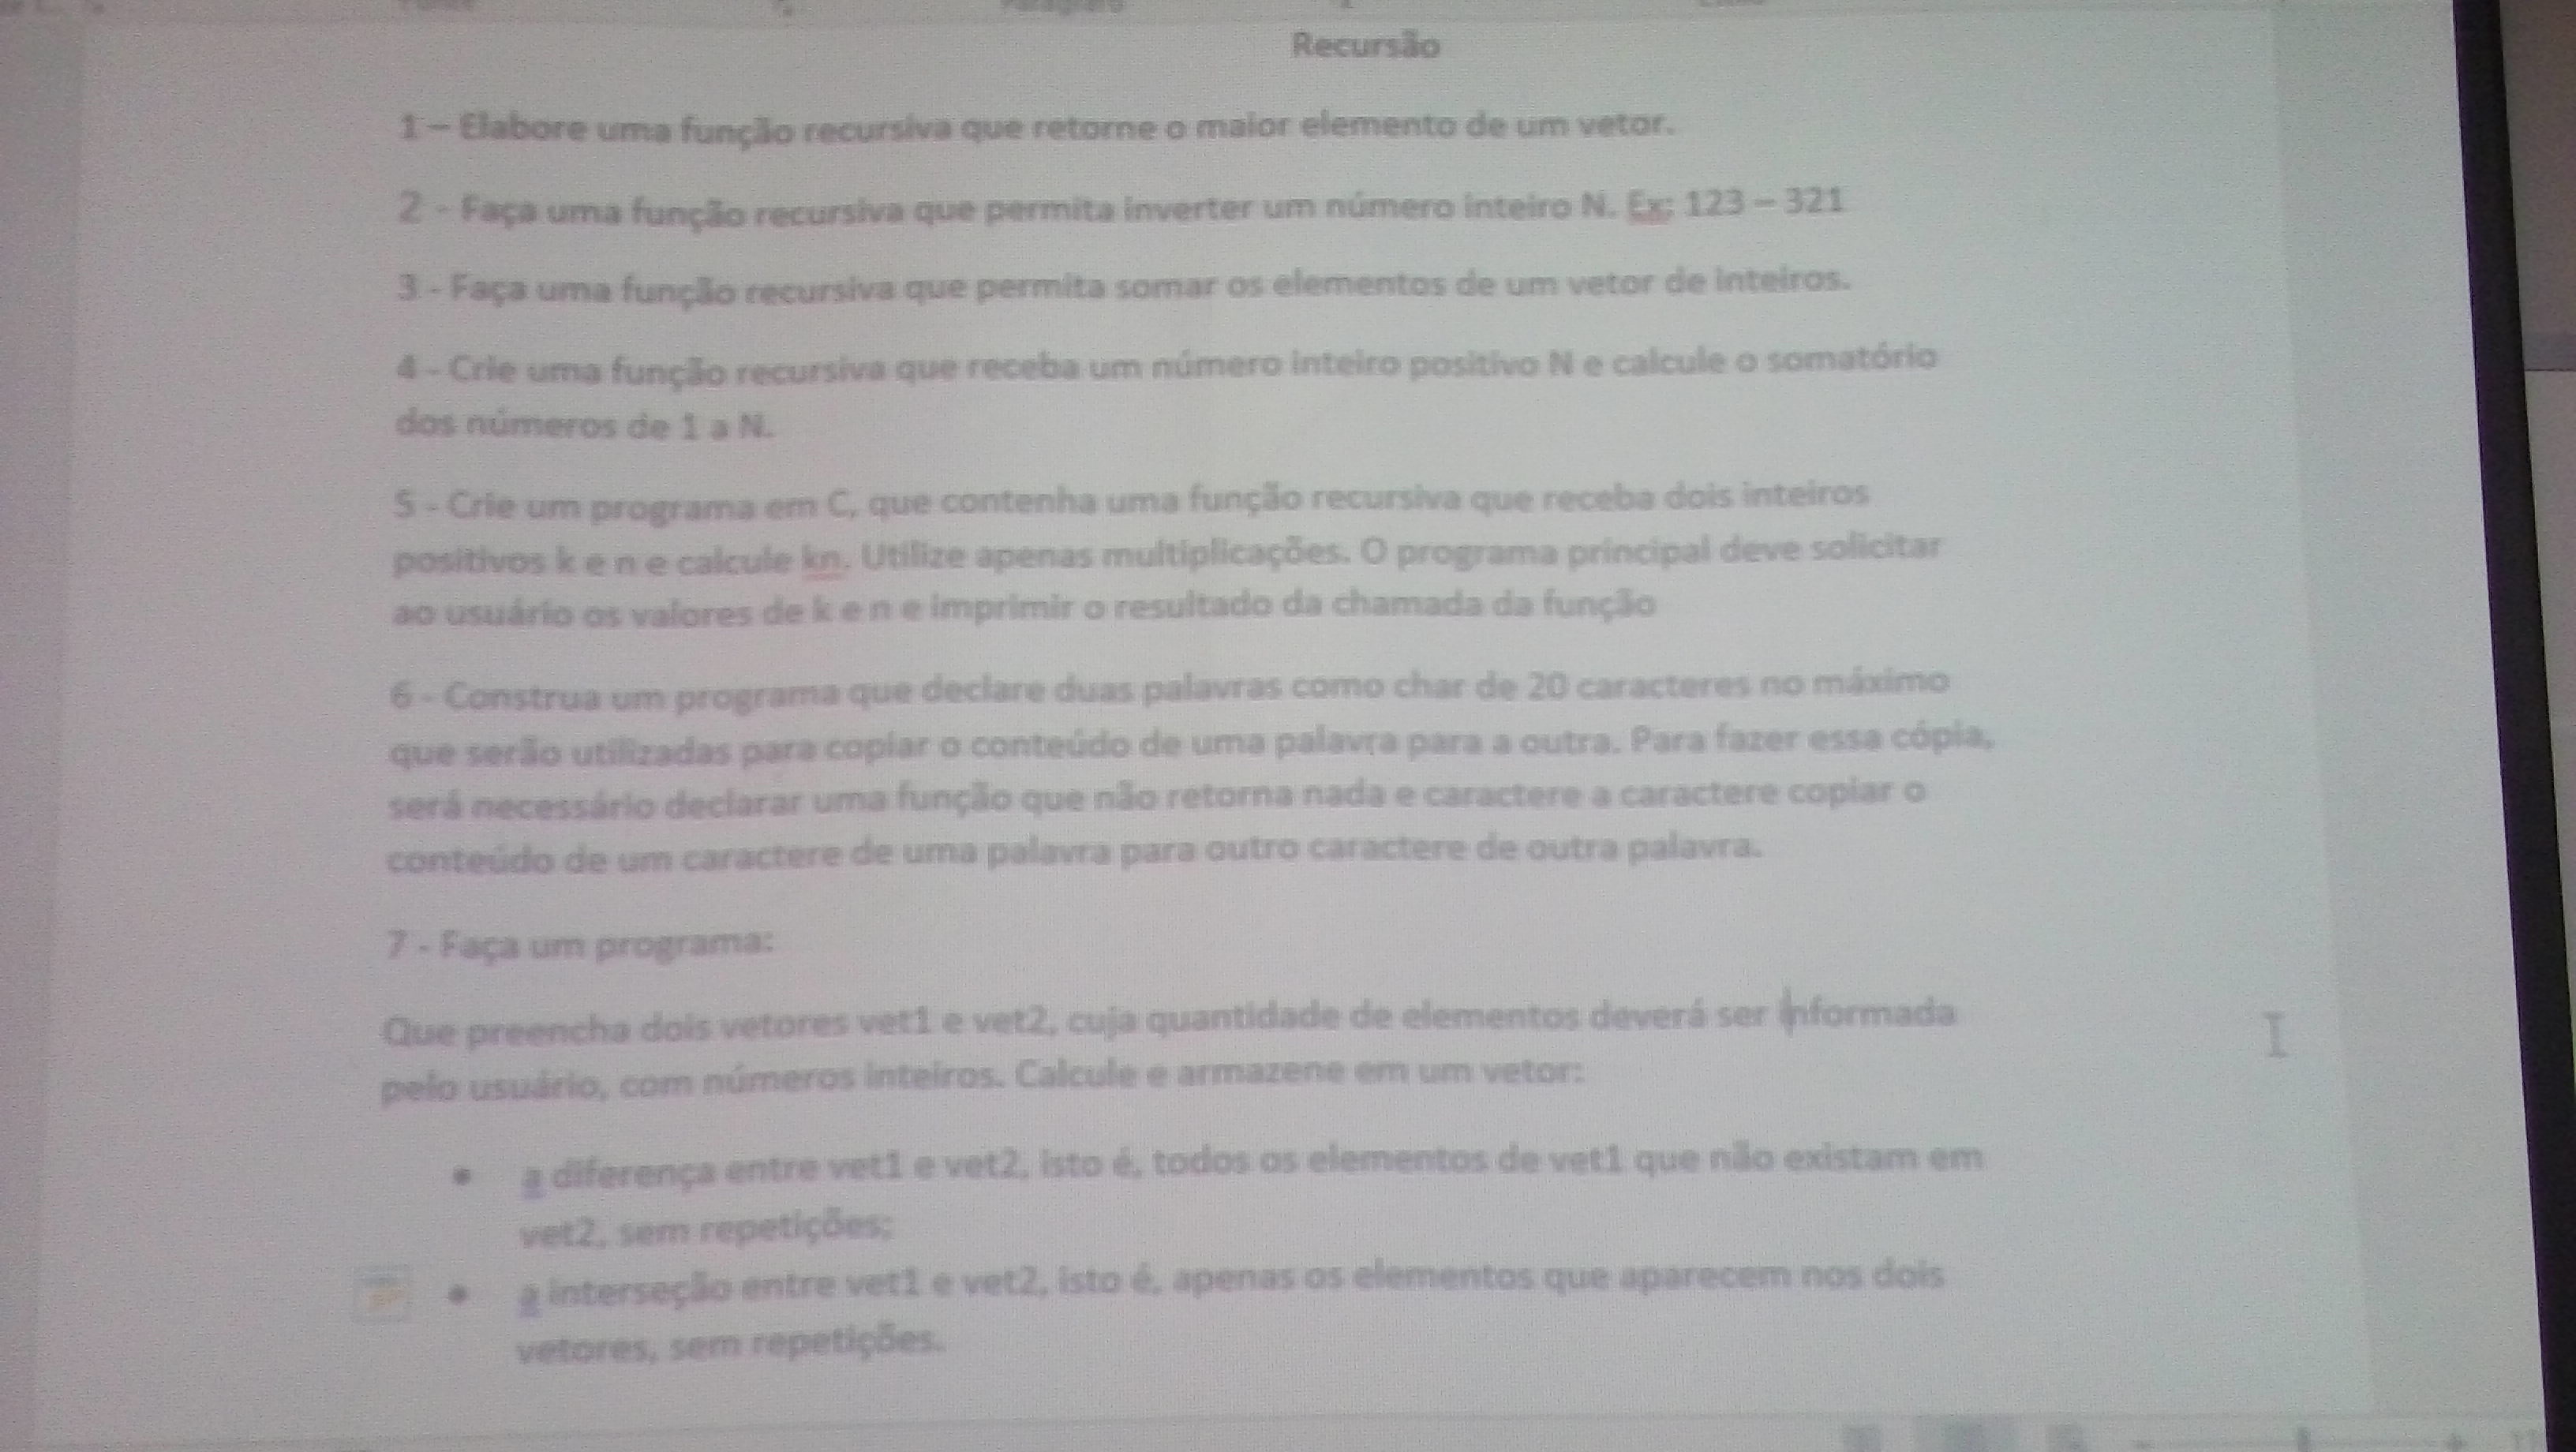 Recursão
1 – Elabore uma função recursiva que retorne o maior elemento de um vetor.
2 - Faça uma função recursiva que permita inverter um número inteiro N. Ex: 123 – 321
3 - Faça uma função recursiva que permita somar os elementos de um vetor de inteiros.
4 - Crie uma função recursiva que receba um número inteiro positivo N e calcule o somatório
dos números de 1 a N.
5 - Crie um programa em C, que contenha uma função recursiva que receba dois inteiros
positivos k e n e calcule kn. Utilize apenas multiplicações. O programa principal deve solicitar
ao usuário os valores de k e n e imprimir o resultado da chamada da função
6 - Construa um programa que declare duas palavras como char de 20 caracteres no máximo
que serão utilizadas para copiar o conteúdo de uma palavra para a outra. Para fazer essa cópia,
será necessário declarar uma função que não retorna nada e caractere a caractere copiar o
conteúdo de um caractere de uma palavra para outro caractere de outra palavra.
7 - Faça um programa:
Que preencha dois vetores vet1 e vet2, cuja quantidade de elementos deverá ser informada
pelo usuário, com números inteiros. Calcule e armazene em um vetor:
• a diferença entre vet1 e vet2, isto é, todos os elementos de vet1 que não existam em
vet2, sem repetições;
• a interseção entre vet1 e vet2, isto é, apenas os elementos que aparecem nos dois
vetores, sem repetições.